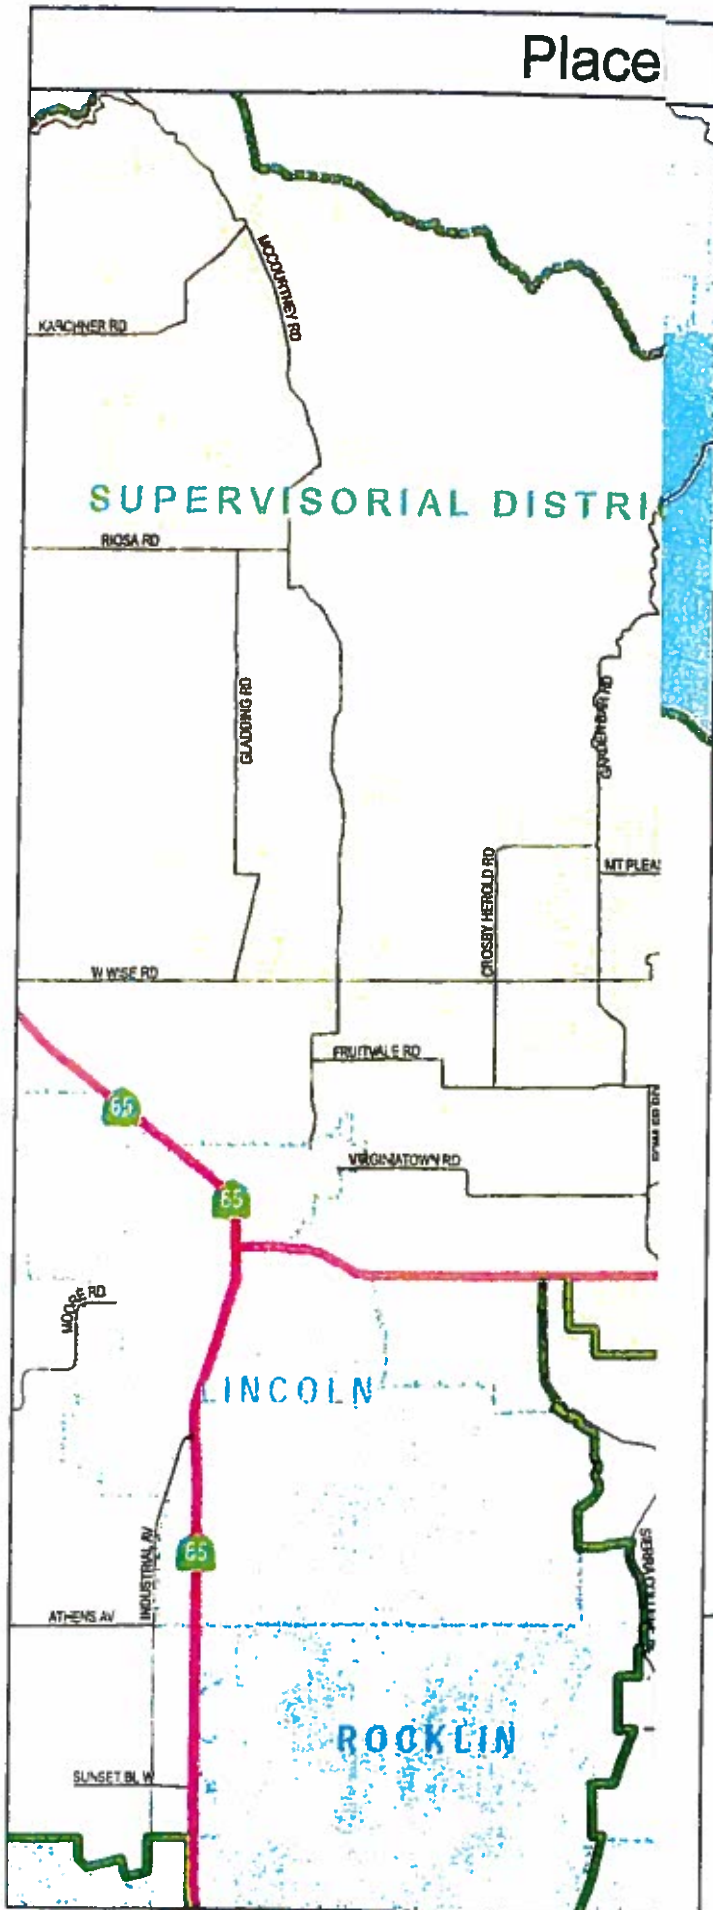 Place
MCCOURTNEY RD
KARCHNER RD
SUPERVISORIAL DISTRI
RIOSA RD
GLADDING RD
GARDEN BAR RD
CROSBY HEROLD RD
MT PLEA
W WISE RD
FRUITVALE RD
65
VIRGINIATOWN RD
65
MOORE RD
LINCOLN
INDUSTRIAL AV
65
ATHENS AV
ROCKLIN
SUNSET BL W